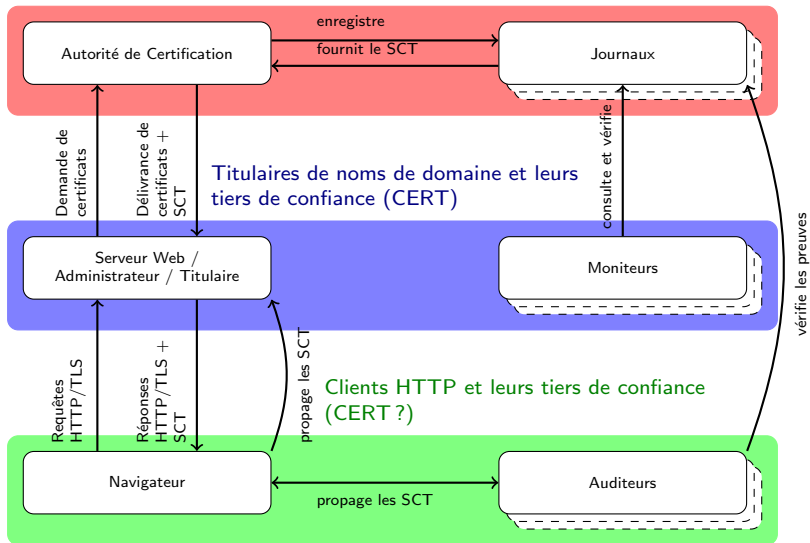 enregistre
Autorité de Certification
fournit le SCT
Journaux
Demande de
certificats
Délivrance de
certificats +
SCT
Titulaires de noms de domaine et leurs
tiers de confiance (CERT)
consulte et vérifie
vérifie les preuves
Serveur Web /
Administrateur / Titulaire
Moniteurs
Requêtes
HTTP/TLS
Réponses
HTTP/TLS +
SCT
propage les SCT
Clients HTTP et leurs tiers de confiance
(CERT ?)
Navigateur
propage les SCT
Auditeurs